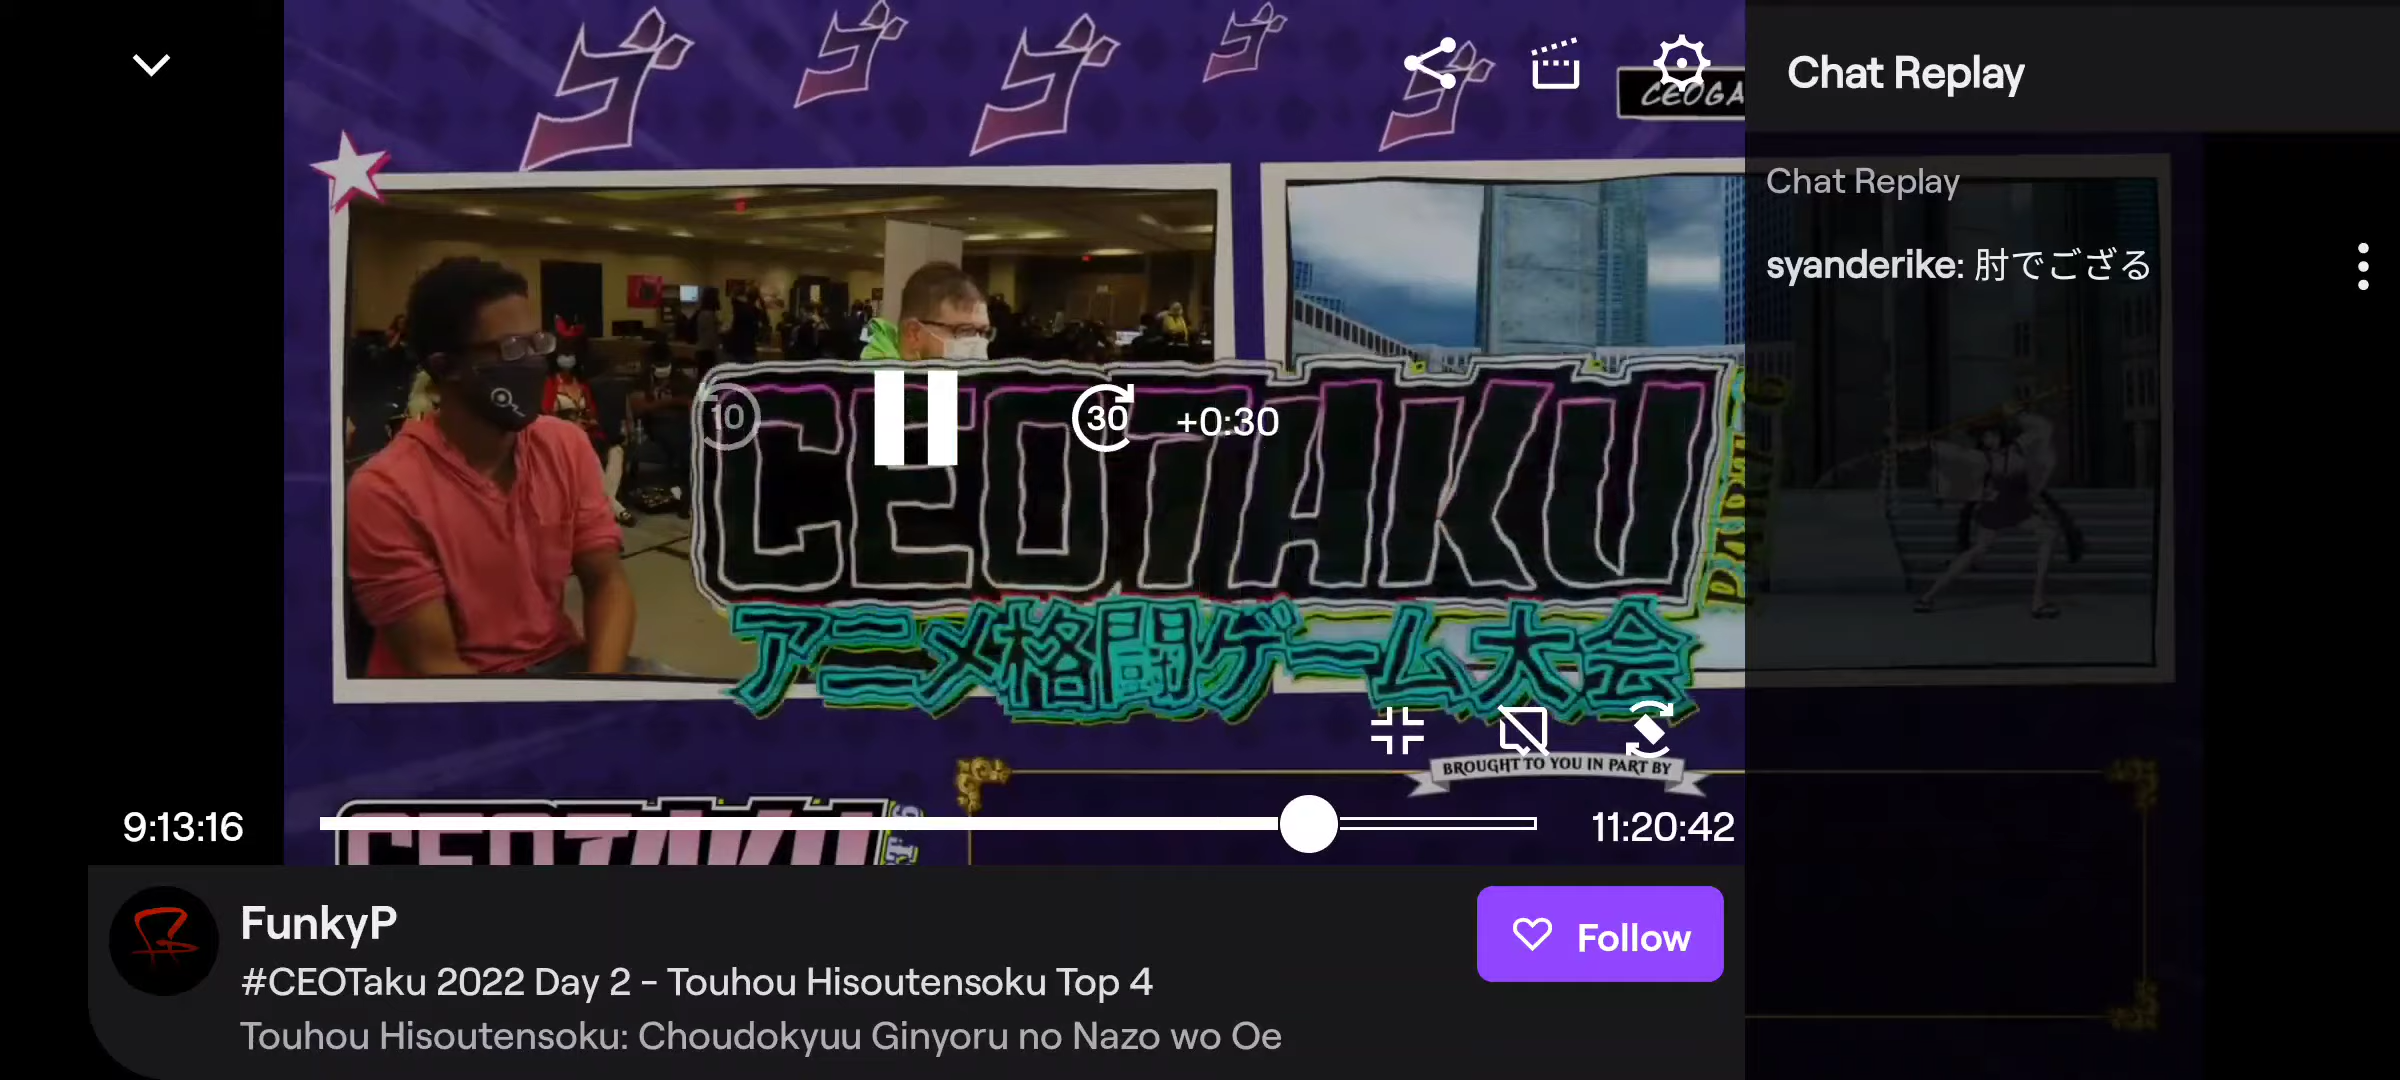 CEOGA
Chat Replay
Chat Replay
syanderike: 肘でござる
10
30
+0:30
CEOTAKU
アニメ格闘ゲーム大会
BROUGHT TO YOU IN PART BY
9:13:16
11:20:42
CEOTAKU
FunkyP
Follow
#CEOTaku 2022 Day 2 - Touhou Hisoutensoku Top 4
Touhou Hisoutensoku: Choudokyuu Ginyoru no Nazo wo Oe